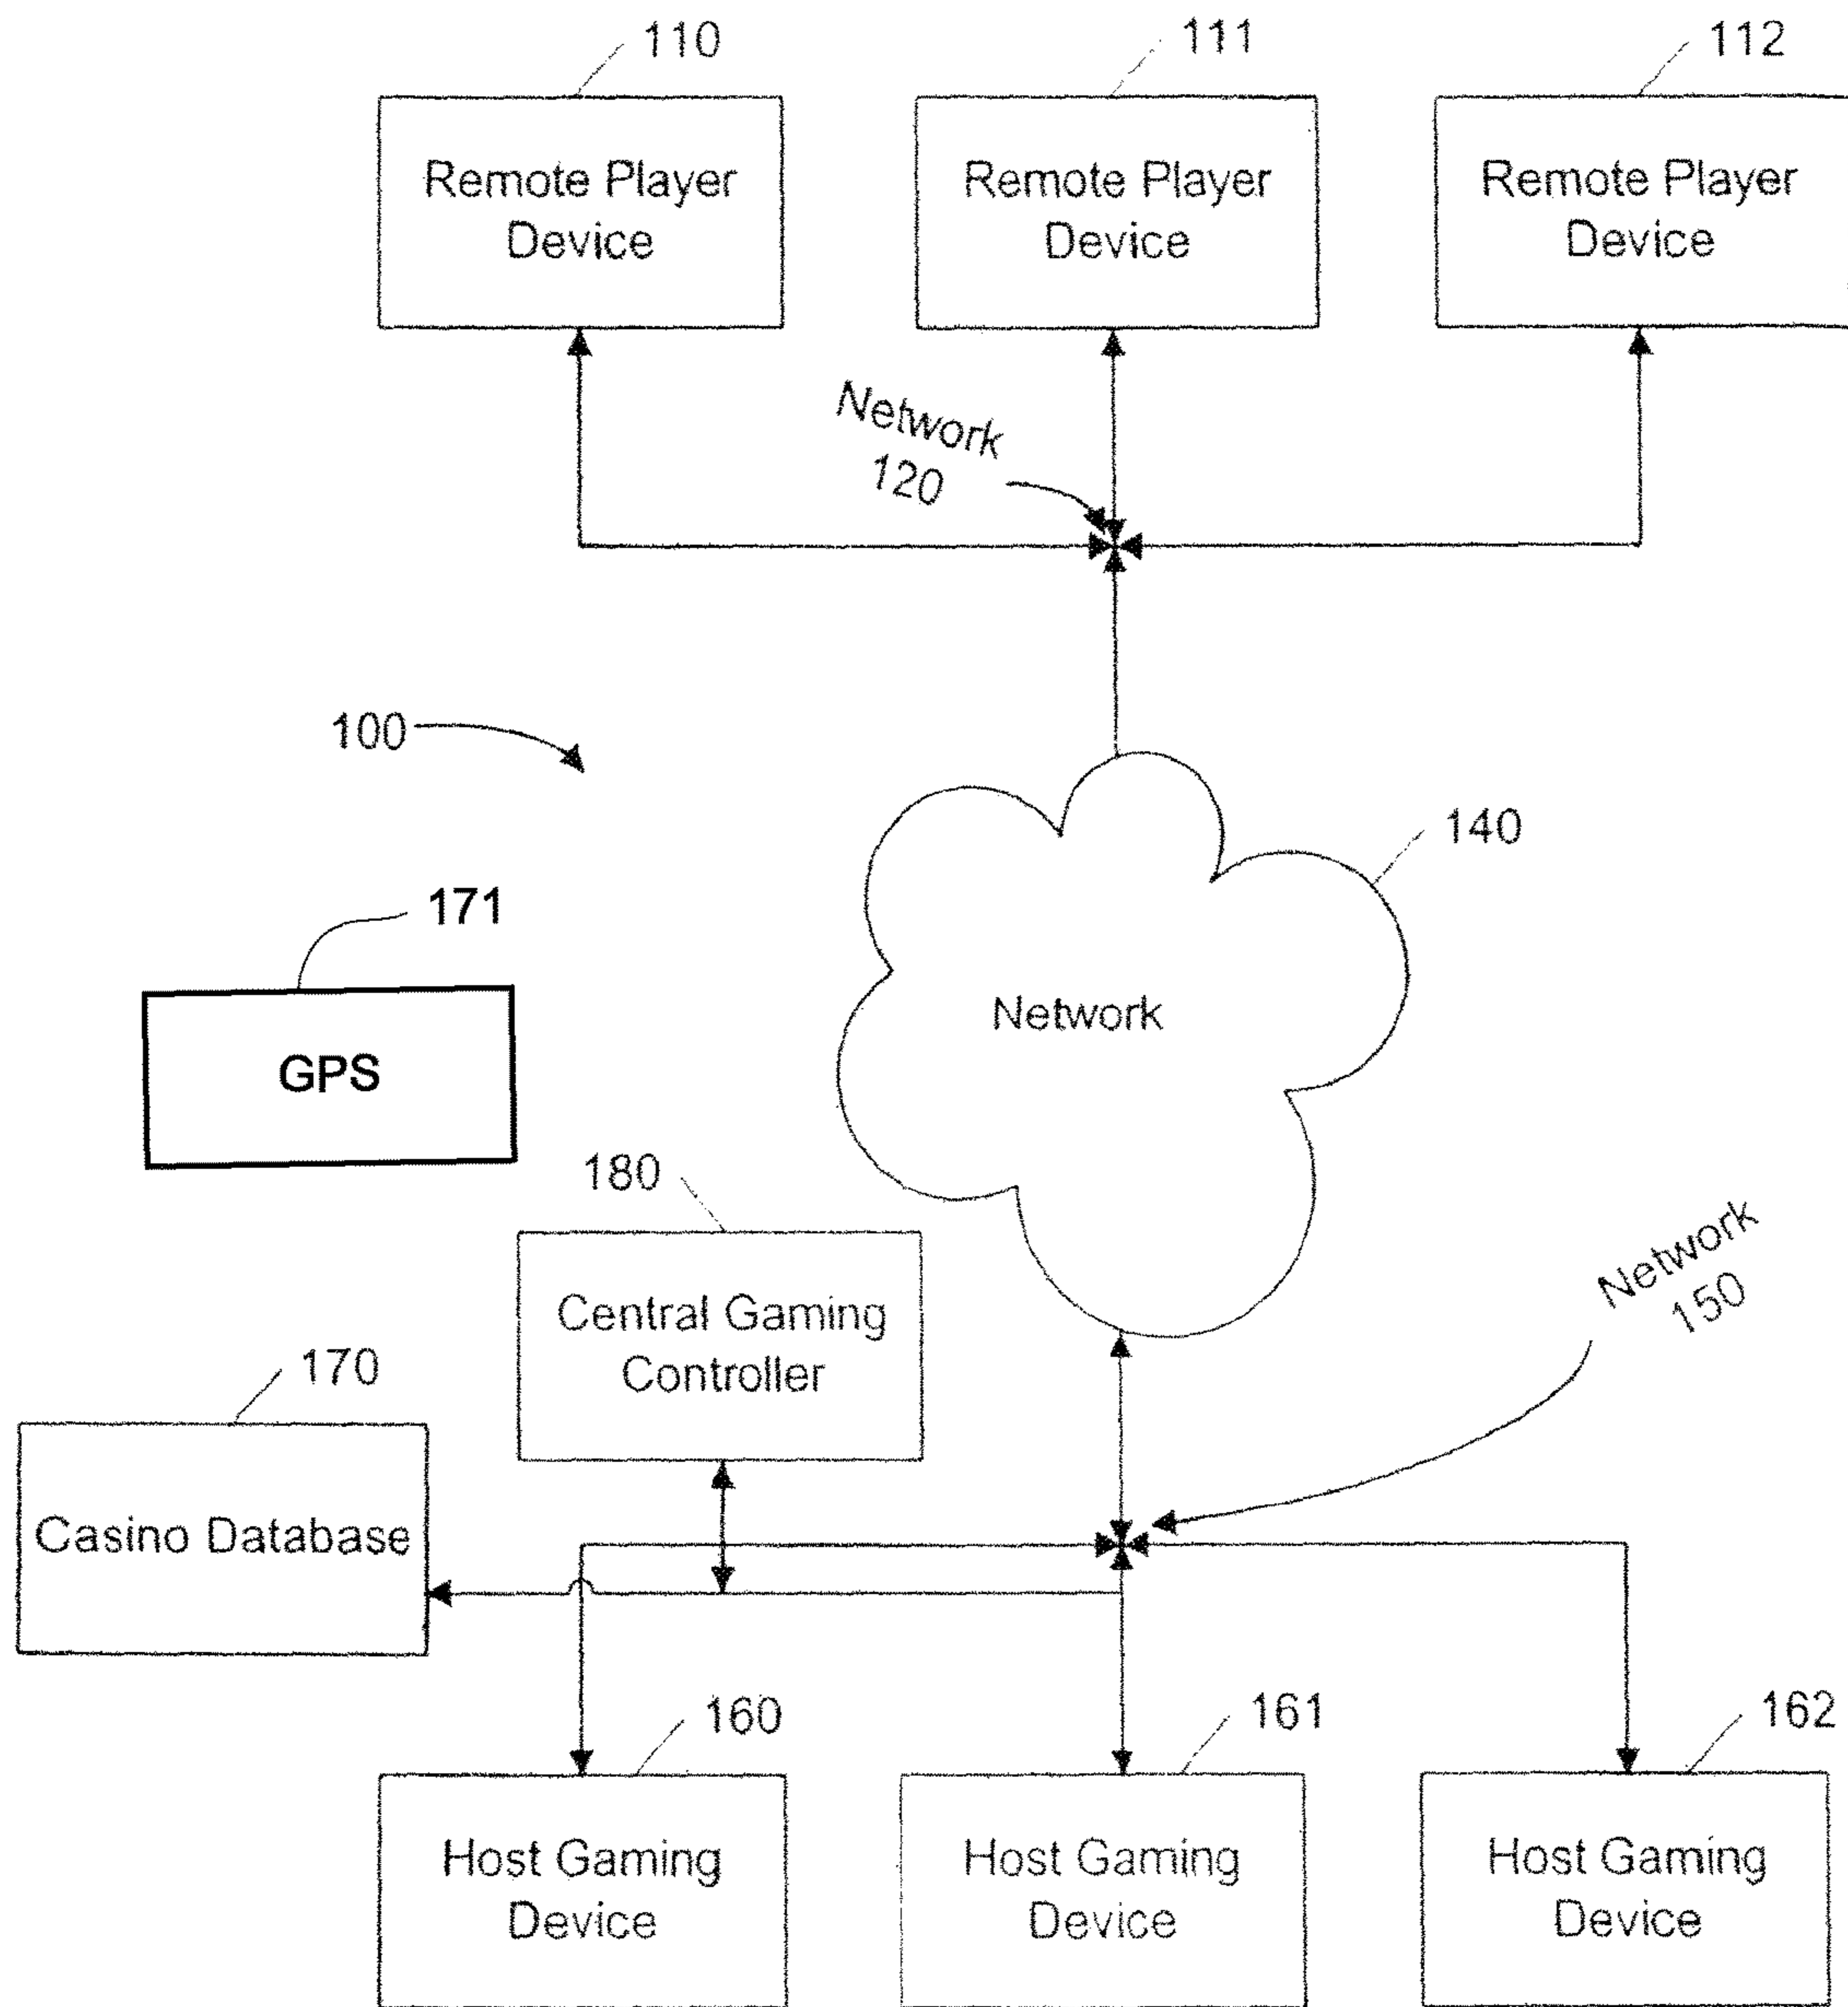 110
111
112
Remote Player
Device
Remote Player
Device
Remote Player
Device
Network
120
100
140
171
Network
GPS
180
Network
150
Central Gaming
Controller
170
Casino Database
160
161
162
Host Gaming
Device
Host Gaming
Device
Host Gaming
Device